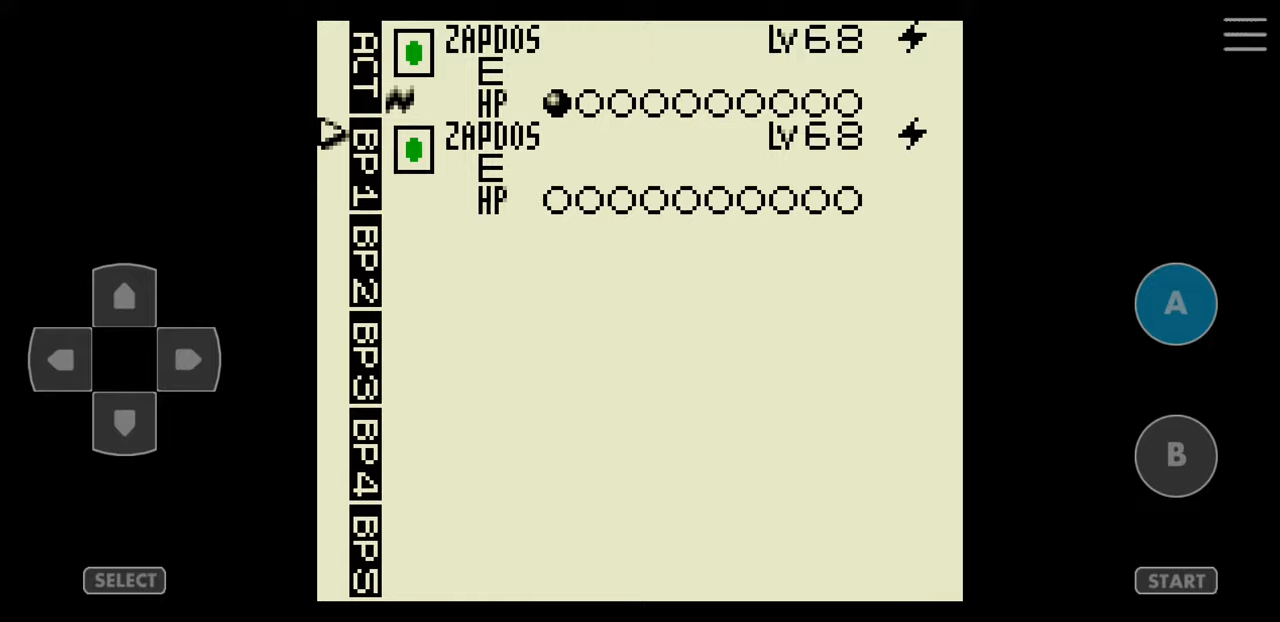 ACT
ZAPDOS Lv68
E
HP
BP1
ZAPDOS Lv68
E
HP
BP2
BP3
BP4
BP5
A
B
SELECT
START